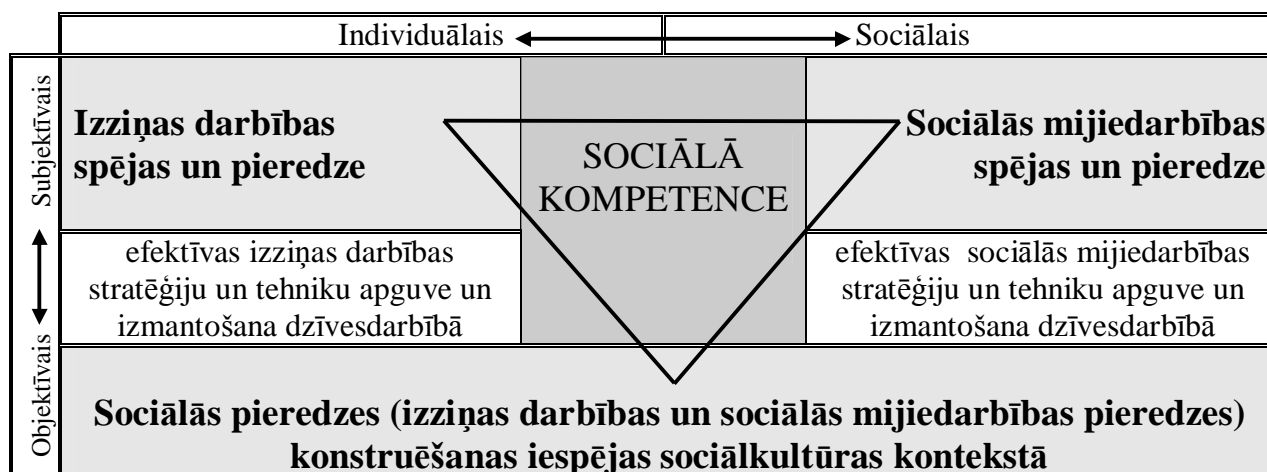 Individuālais
Sociālais
Subjektīvais
Objektīvais
Izziņas darbības
spējas un pieredze
SOCIĀLĀ
KOMPETENCE
Sociālās mijiedarbības
spējas un pieredze
efektīvas izziņas darbības
stratēģiju un tehniku apguve un
izmantošana dzīvesdarbībā
efektīvas sociālās mijiedarbības
stratēģiju un tehniku apguve un
izmantošana dzīvesdarbībā
Sociālās pieredzes (izziņas darbības un sociālās mijiedarbības pieredzes)
konstruēšanas iespējas sociālkultūras kontekstā